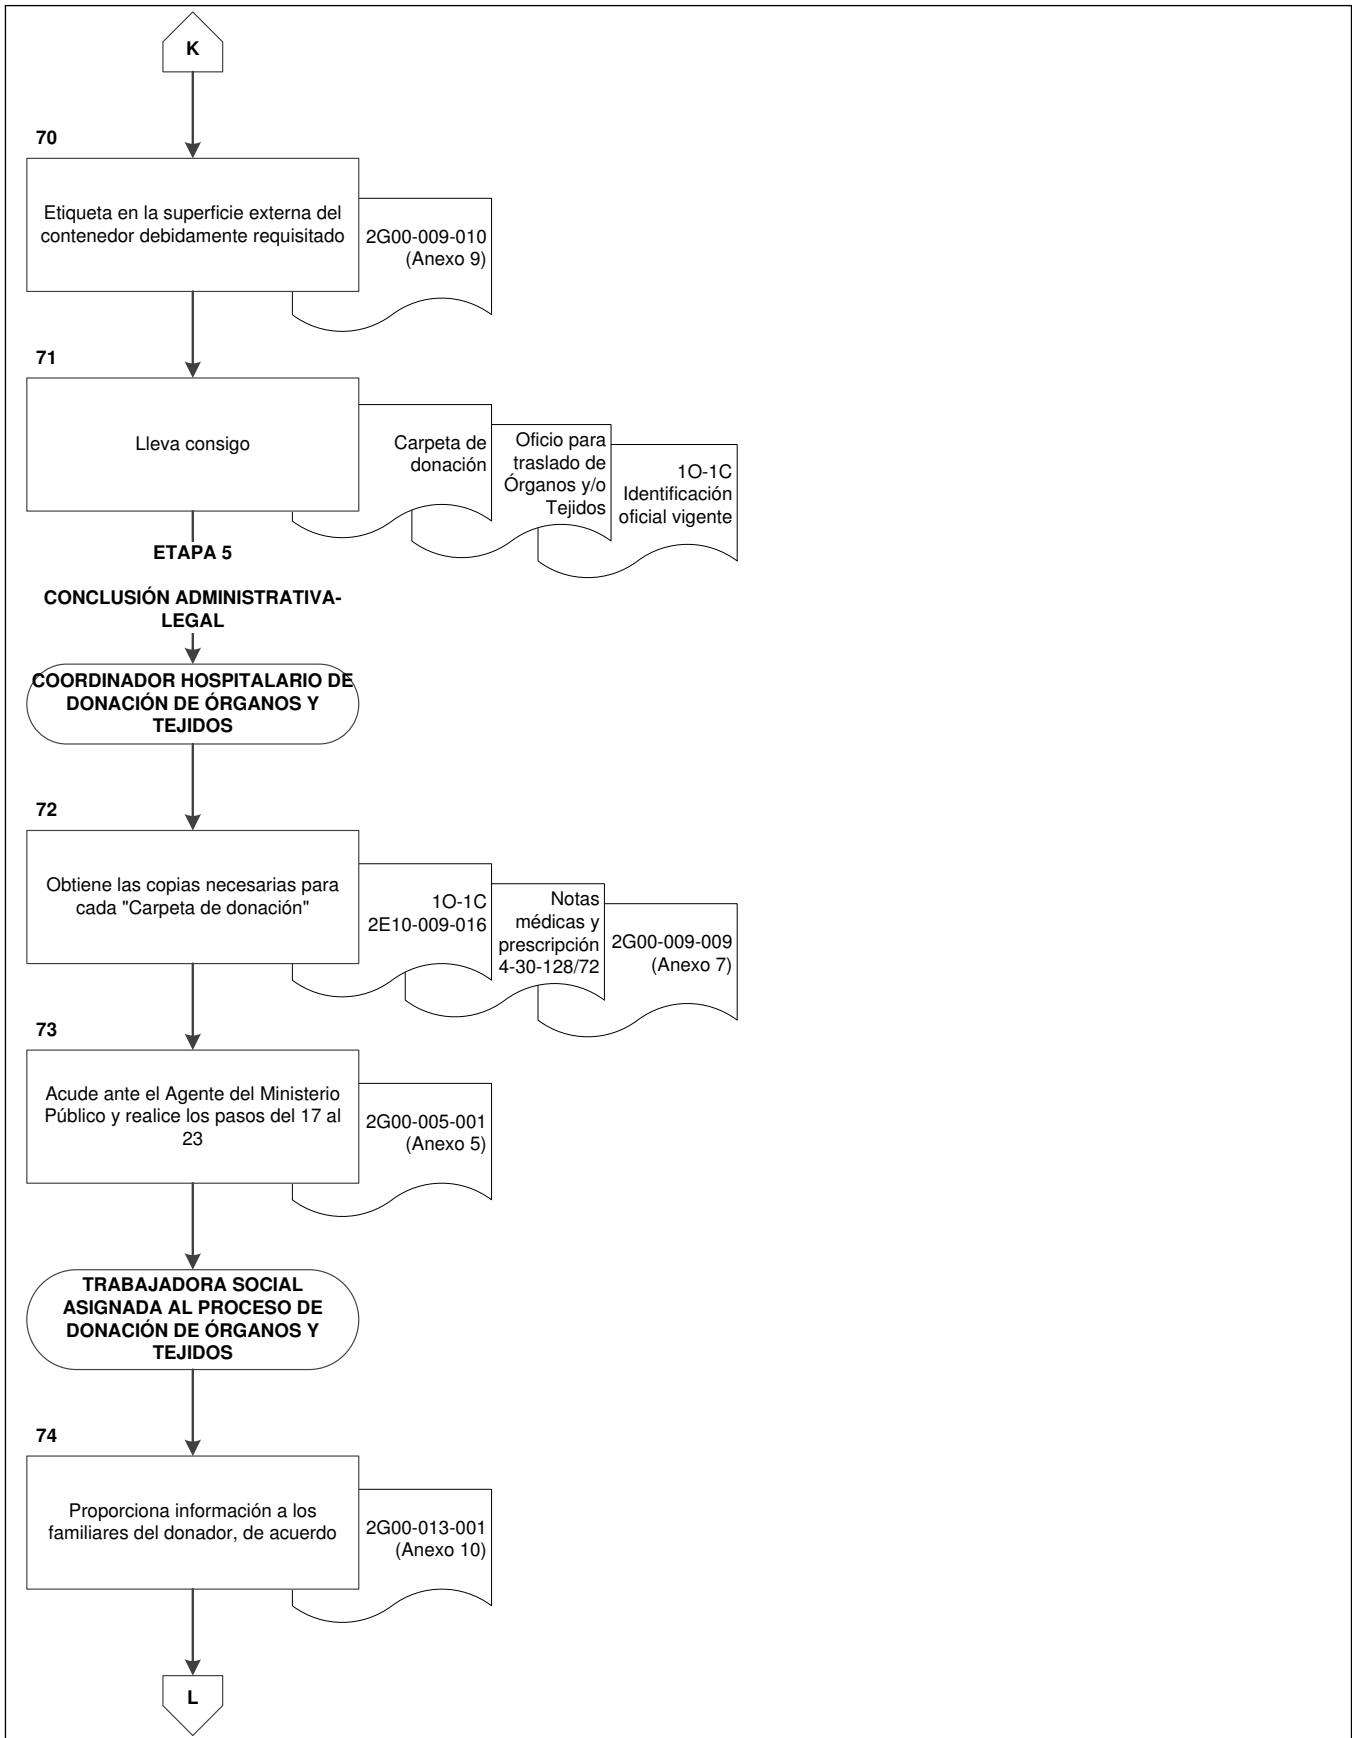 K
70
Etiqueta en la superficie externa del
contenedor debidamente requisitado
2G00-009-010
(Anexo 9)
71
Lleva consigo
Carpeta de
donación
Oficio para
traslado de
Órganos y/o
Tejidos
1O-1C
Identificación
oficial vigente
ETAPA 5
CONCLUSIÓN ADMINISTRATIVA-
LEGAL
COORDINADOR HOSPITALARIO DE
DONACIÓN DE ÓRGANOS Y
TEJIDOS
72
Obtiene las copias necesarias para
cada "Carpeta de donación"
1O-1C
2E10-009-016
Notas
médicas y
prescripción
4-30-128/72
2G00-009-009
(Anexo 7)
73
Acude ante el Agente del Ministerio
Público y realice los pasos del 17 al
23
2G00-005-001
(Anexo 5)
TRABAJADORA SOCIAL
ASIGNADA AL PROCESO DE
DONACIÓN DE ÓRGANOS Y
TEJIDOS
74
Proporciona información a los
familiares del donador, de acuerdo
2G00-013-001
(Anexo 10)
L